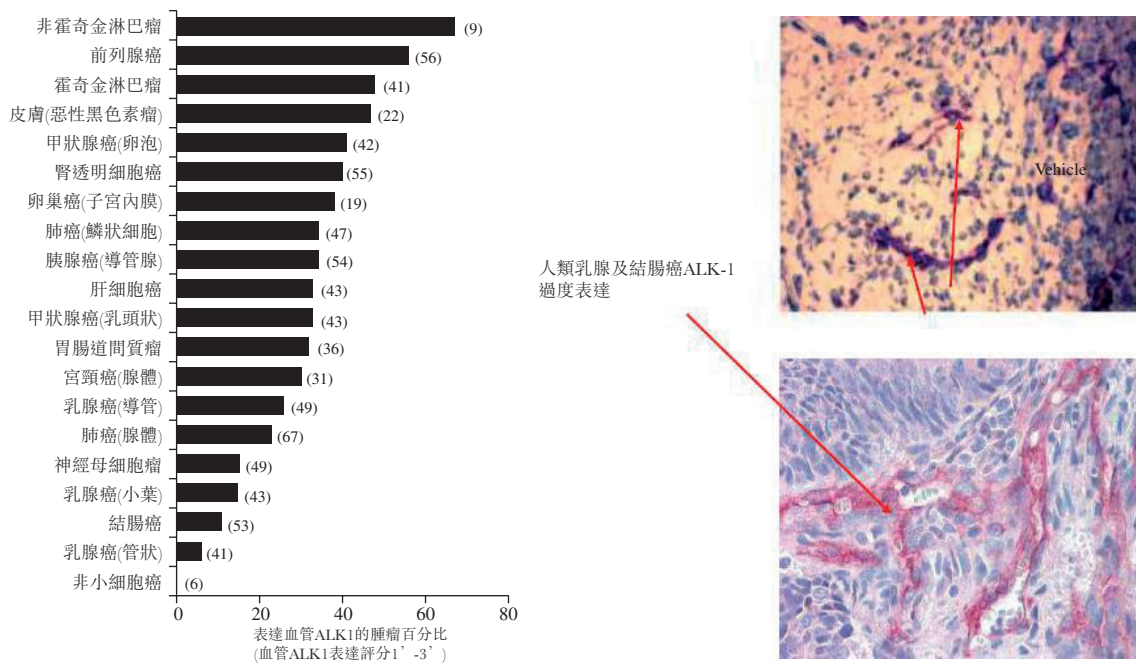 非霍奇金淋巴瘤 (9)
前列腺癌 (56)
霍奇金淋巴瘤 (41)
皮膚(惡性黑色素瘤) (22)
甲狀腺癌(卵泡) (42)
腎透明細胞癌 (55)
卵巢癌(子宮內膜) (19)
肺癌(鱗狀細胞) (47)
胰腺癌(導管腺) (54)
肝細胞癌 (43)
甲狀腺癌(乳頭狀) (43)
胃腸道間質瘤 (36)
宮頸癌(腺體) (31)
乳腺癌(導管) (49)
肺癌(腺體) (67)
神經母細胞瘤 (49)
乳腺癌(小葉) (43)
結腸癌 (53)
乳腺癌(管狀) (41)
非小細胞癌 (6)
0 20 40 60 80
表達血管ALK1的腫瘤百分比
(血管ALK1表達評分1’-3’)
人類乳腺及結腸癌ALK-1
過度表達
Vehicle